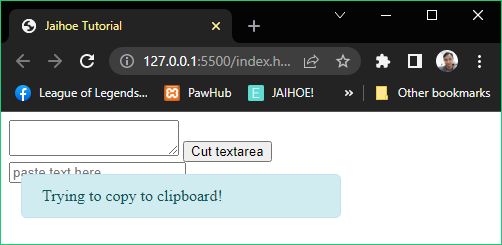 Jaihoe Tutorial
127.0.0.1:5500/index.h...
League of Legends... PawHub JAIHOE! » Other bookmarks
Cut textarea
paste text here
Trying to copy to clipboard!